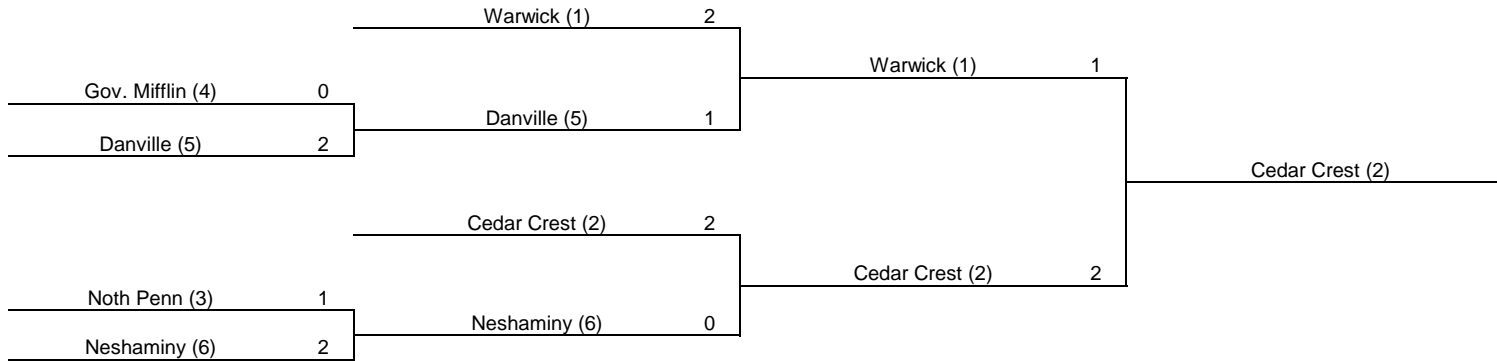 Warwick (1) 2
Warwick (1) 1
Gov. Mifflin (4) 0
Danville (5) 1
Danville (5) 2
Cedar Crest (2)
Cedar Crest (2) 2
Cedar Crest (2) 2
Noth Penn (3) 1
Neshaminy (6) 0
Neshaminy (6) 2